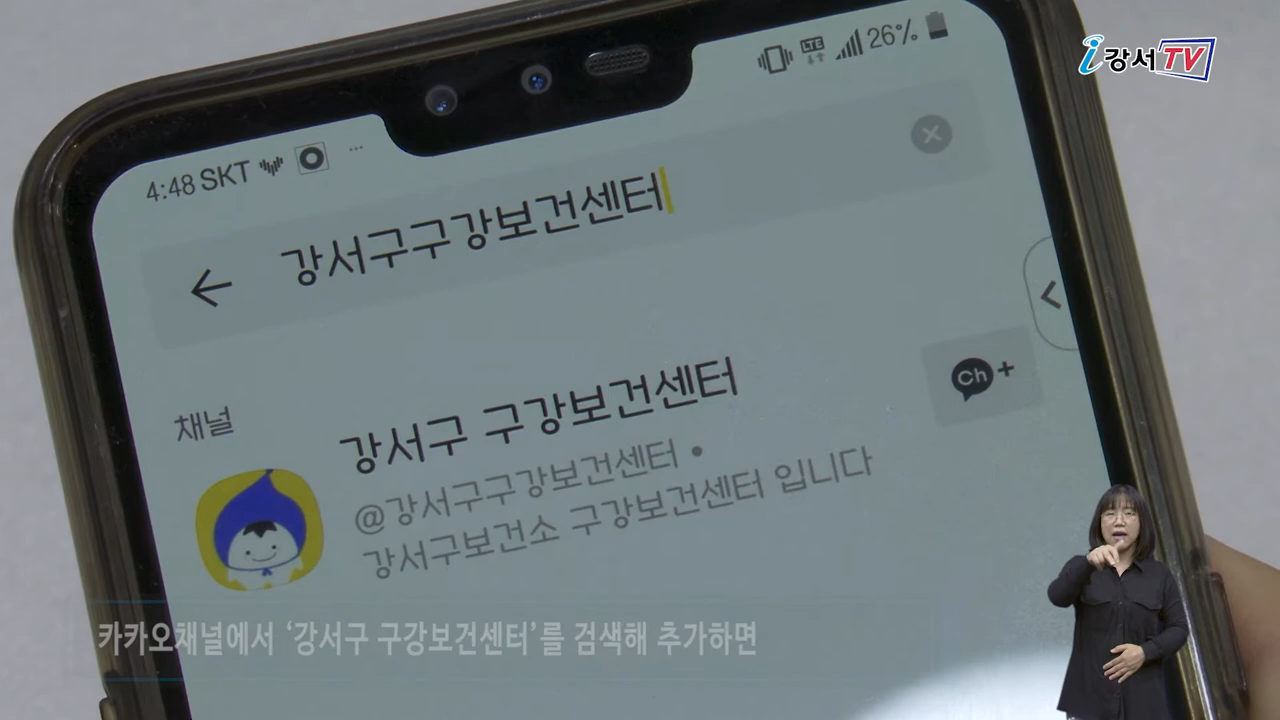 i강서TV
4:48 SKT
LTE 26%
강서구구강보건센터
채널
강서구 구강보건센터
Ch+
@강서구구강보건센터 •
강서구보건소 구강보건센터 입니다
카카오채널에서 ‘강서구 구강보건센터’를 검색해 추가하면